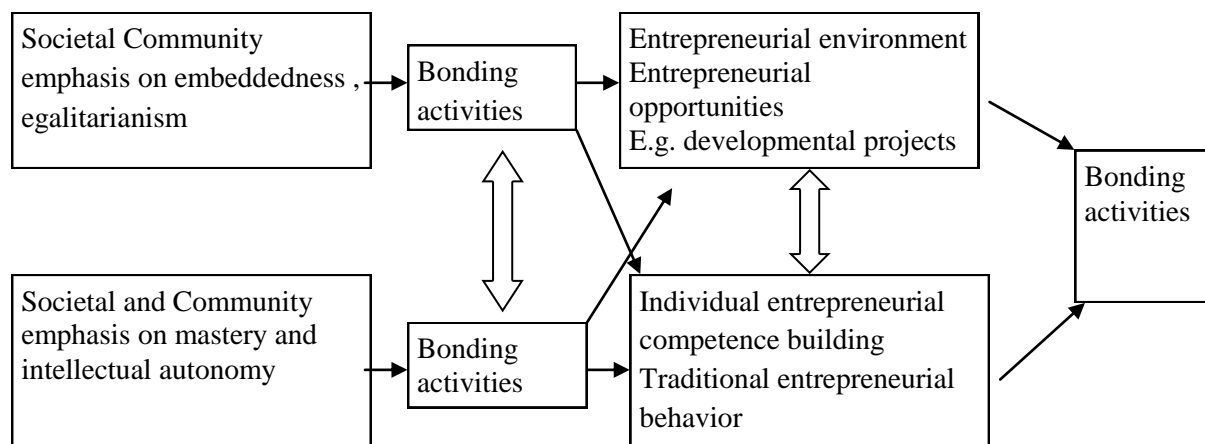 Societal Community
emphasis on embeddedness ,
egalitarianism
Bonding
activities
Entrepreneurial environment
Entrepreneurial
opportunities
E.g. developmental projects
Bonding
activities
Societal and Community
emphasis on mastery and
intellectual autonomy
Bonding
activities
Individual entrepreneurial
competence building
Traditional entrepreneurial
behavior